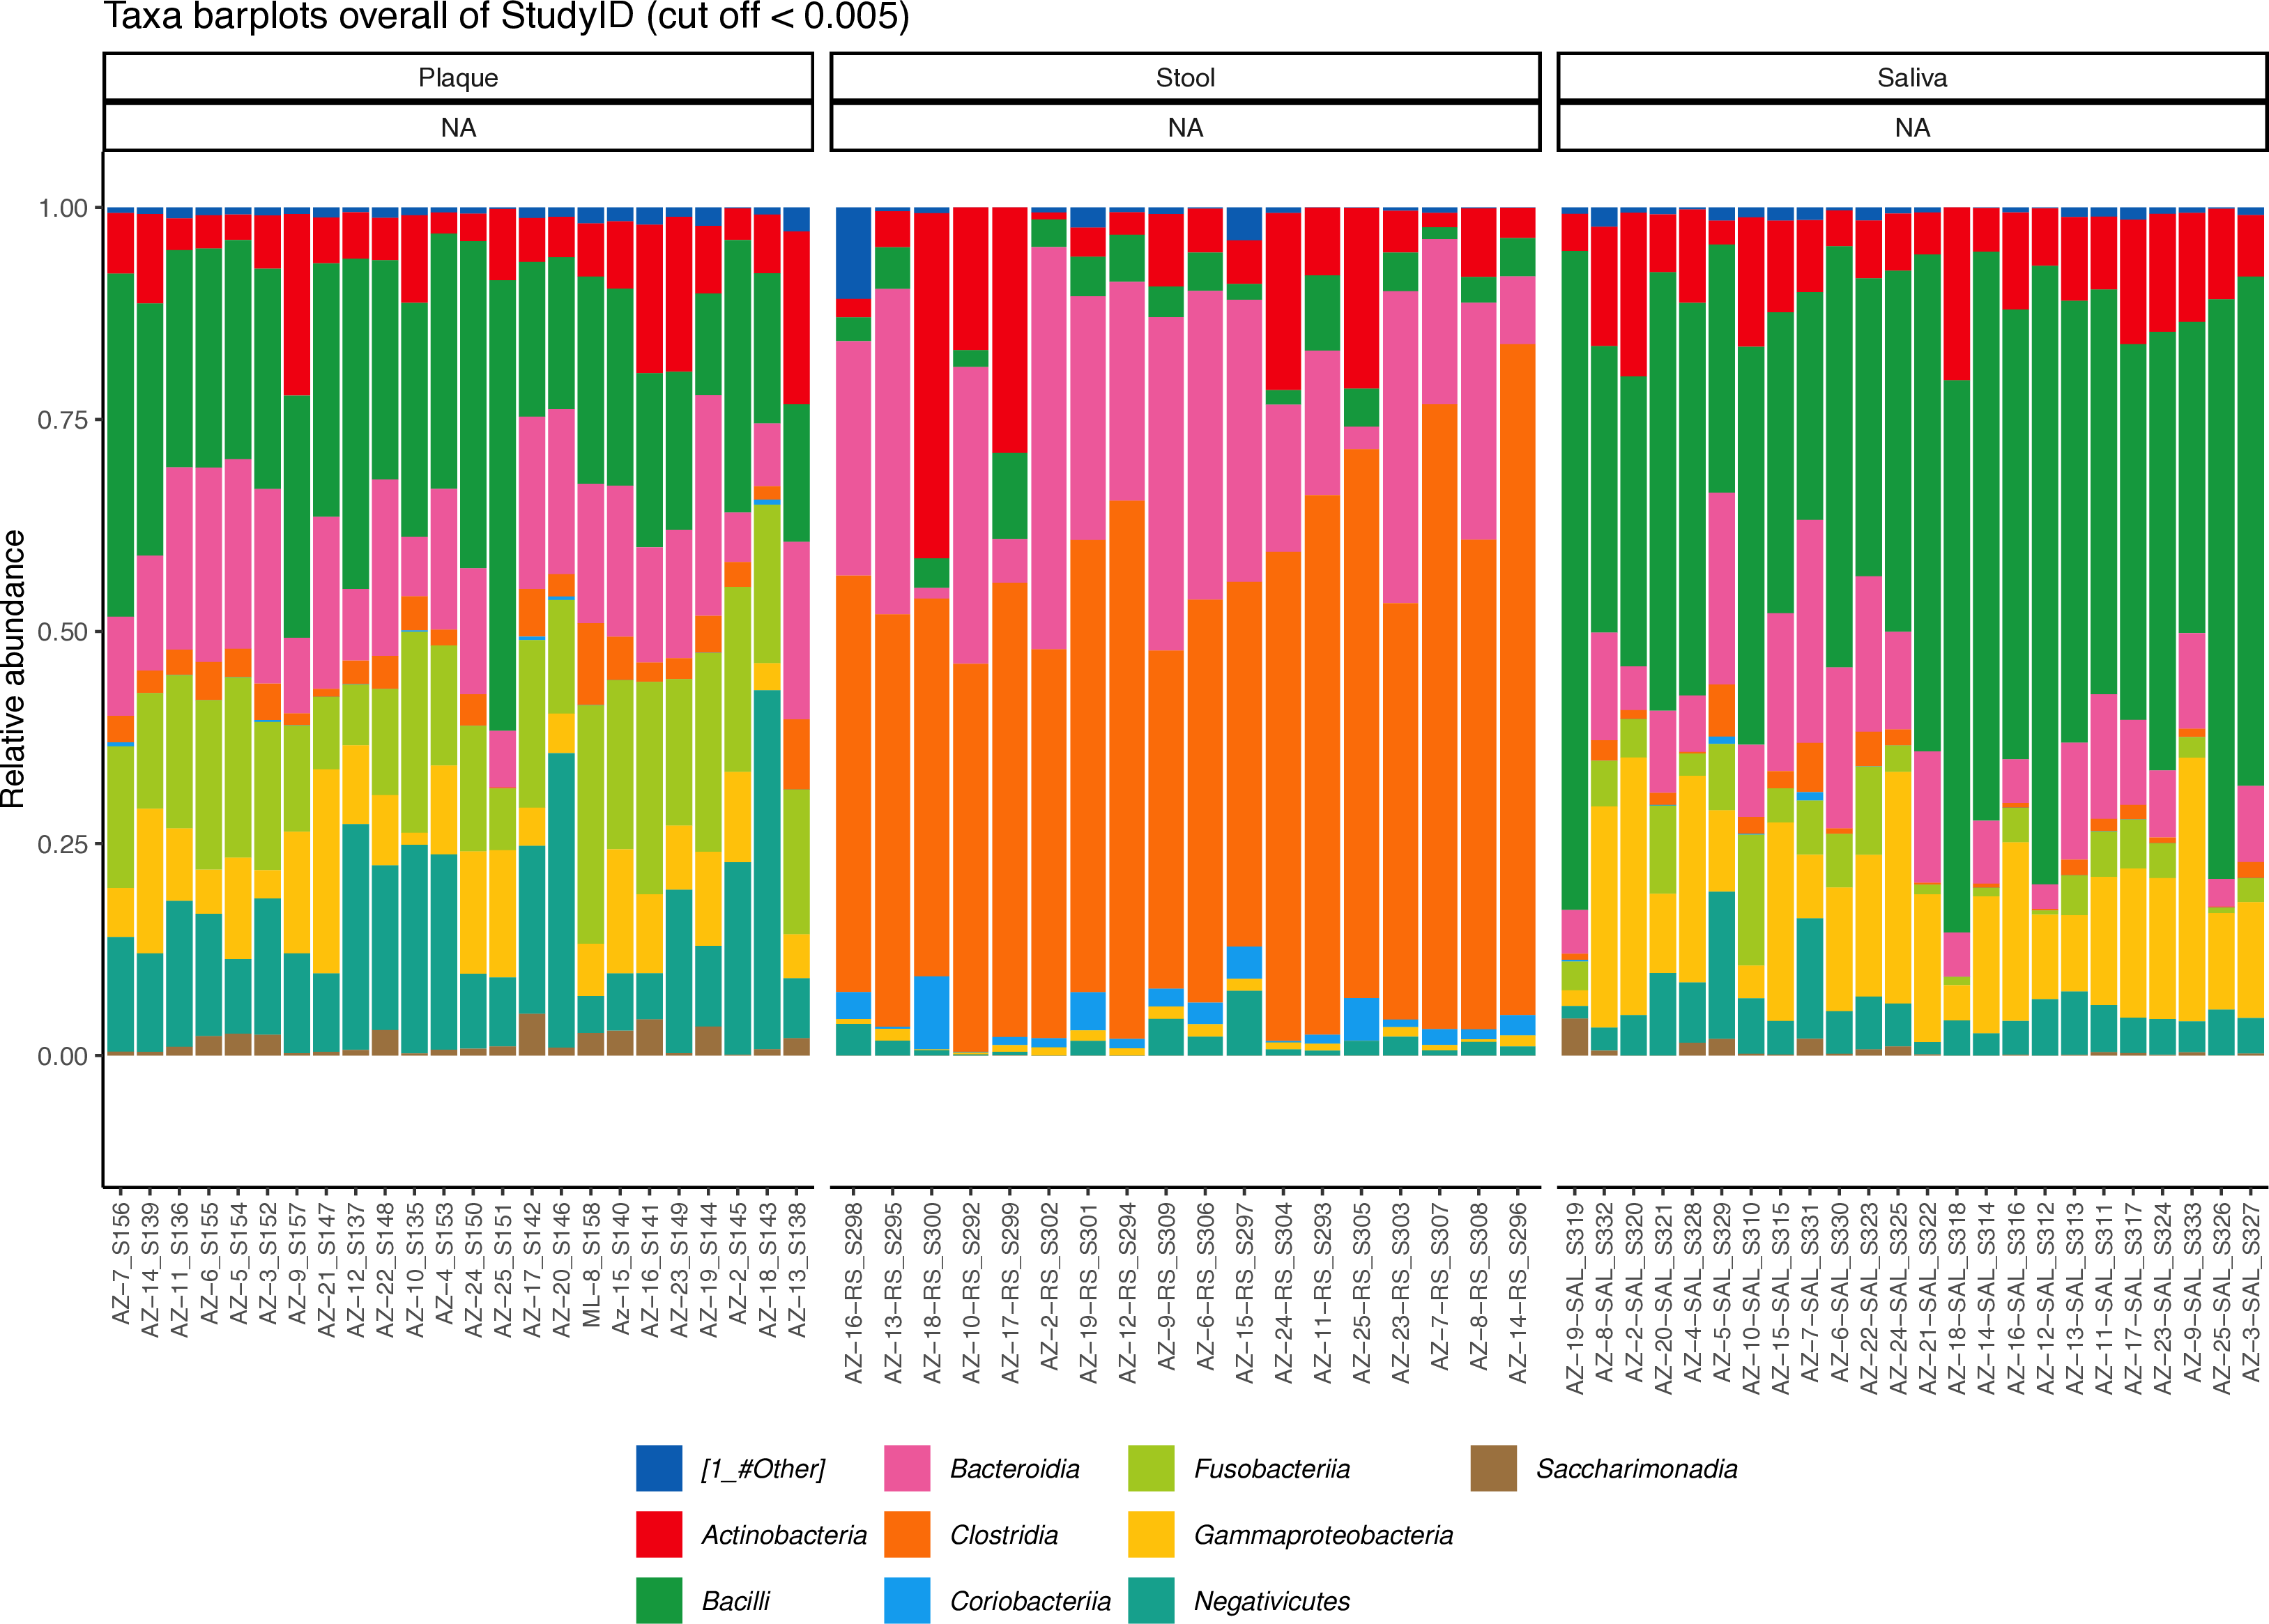 Taxa barplots overall of StudyID (cut off < 0.005)
Plaque
Stool
Saliva
NA
NA
NA
Relative abundance
1.00
0.75
0.50
0.25
0.00
AZ−7_S156
AZ−14_S139
AZ−11_S136
AZ−6_S155
AZ−5_S154
AZ−3_S152
AZ−9_S157
AZ−21_S147
AZ−12_S137
AZ−22_S148
AZ−10_S135
AZ−4_S153
AZ−24_S150
AZ−25_S151
AZ−17_S142
AZ−20_S146
ML−8_S158
Az−15_S140
AZ−16_S141
AZ−23_S149
AZ−19_S144
AZ−2_S145
AZ−18_S143
AZ−13_S138
AZ−16−RS_S298
AZ−13−RS_S295
AZ−18−RS_S300
AZ−10−RS_S292
AZ−17−RS_S299
AZ−2−RS_S302
AZ−19−RS_S301
AZ−12−RS_S294
AZ−9−RS_S309
AZ−6−RS_S306
AZ−15−RS_S297
AZ−24−RS_S304
AZ−11−RS_S293
AZ−25−RS_S305
AZ−23−RS_S303
AZ−7−RS_S307
AZ−8−RS_S308
AZ−14−RS_S296
AZ−19−SAL_S319
AZ−8−SAL_S332
AZ−2−SAL_S320
AZ−20−SAL_S321
AZ−4−SAL_S328
AZ−5−SAL_S329
AZ−10−SAL_S310
AZ−15−SAL_S315
AZ−7−SAL_S331
AZ−6−SAL_S330
AZ−22−SAL_S323
AZ−24−SAL_S325
AZ−21−SAL_S322
AZ−18−SAL_S318
AZ−14−SAL_S314
AZ−16−SAL_S316
AZ−12−SAL_S312
AZ−13−SAL_S313
AZ−11−SAL_S311
AZ−17−SAL_S317
AZ−23−SAL_S324
AZ−9−SAL_S333
AZ−25−SAL_S326
AZ−3−SAL_S327
[1_#Other]
Actinobacteria
Bacilli
Bacteroidia
Clostridia
Coriobacteriia
Fusobacteriia
Gammaproteobacteria
Negativicutes
Saccharimonadia